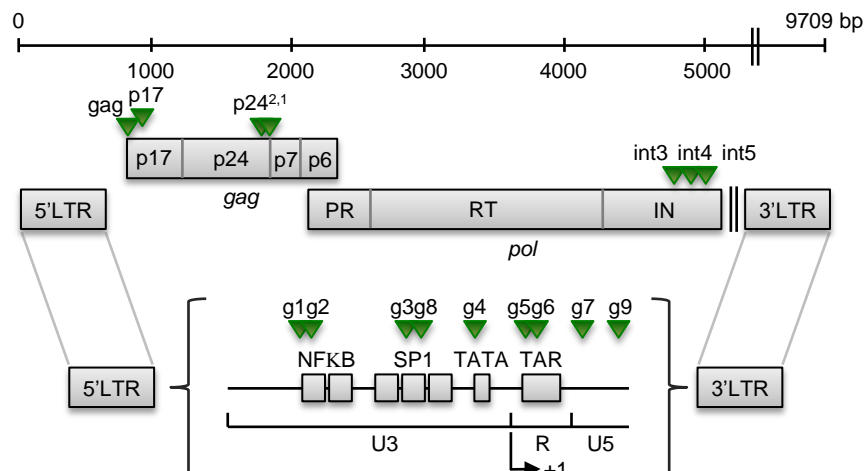 0 9709 bp
1000 2000 3000 4000 5000
gag p17 p24²,¹
p17 p24 p7 p6
int3 int4 int5
gag
5'LTR PR RT IN 3'LTR
pol
g1g2 g3g8 g4 g5g6 g7 g9
NFKB SP1 TATA TAR
5'LTR 3'LTR
U3 R U5
+1